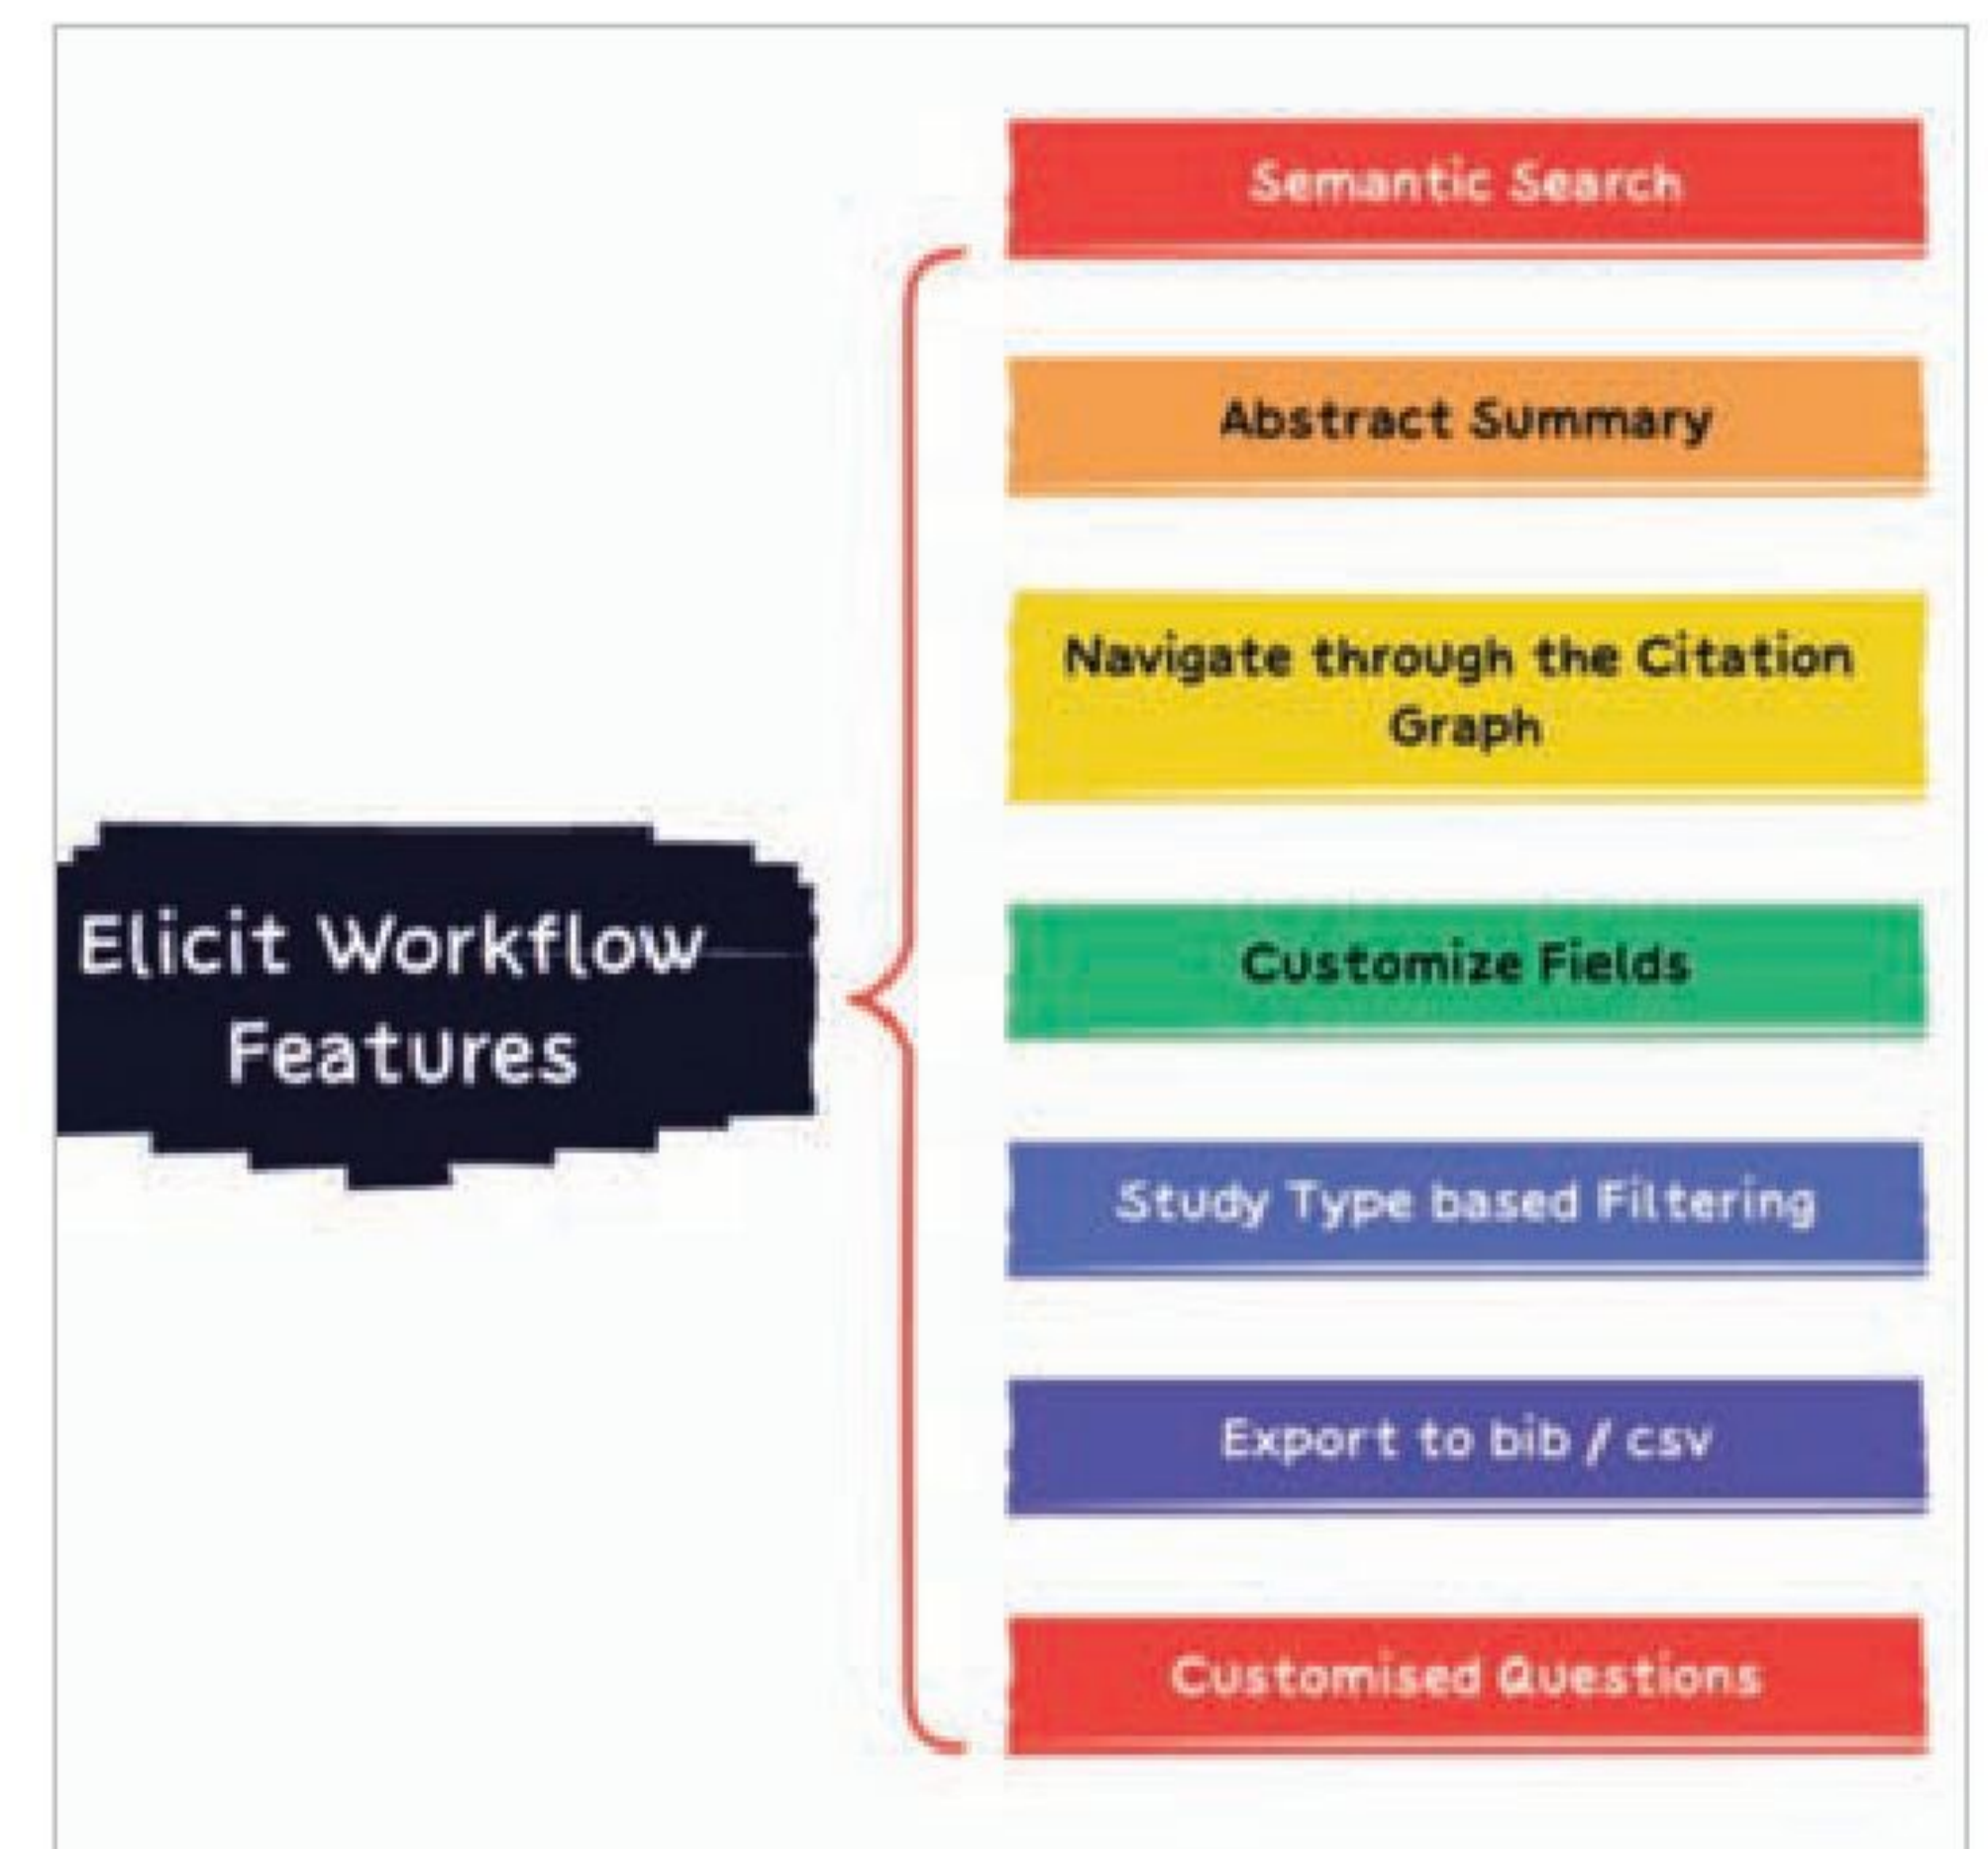 Semantic Search
Abstract Summary
Navigate through the Citation
Graph
Elicit Workflow
Features
Customize Fields
Study Type based Filtering
Export to bib / csv
Customised Questions